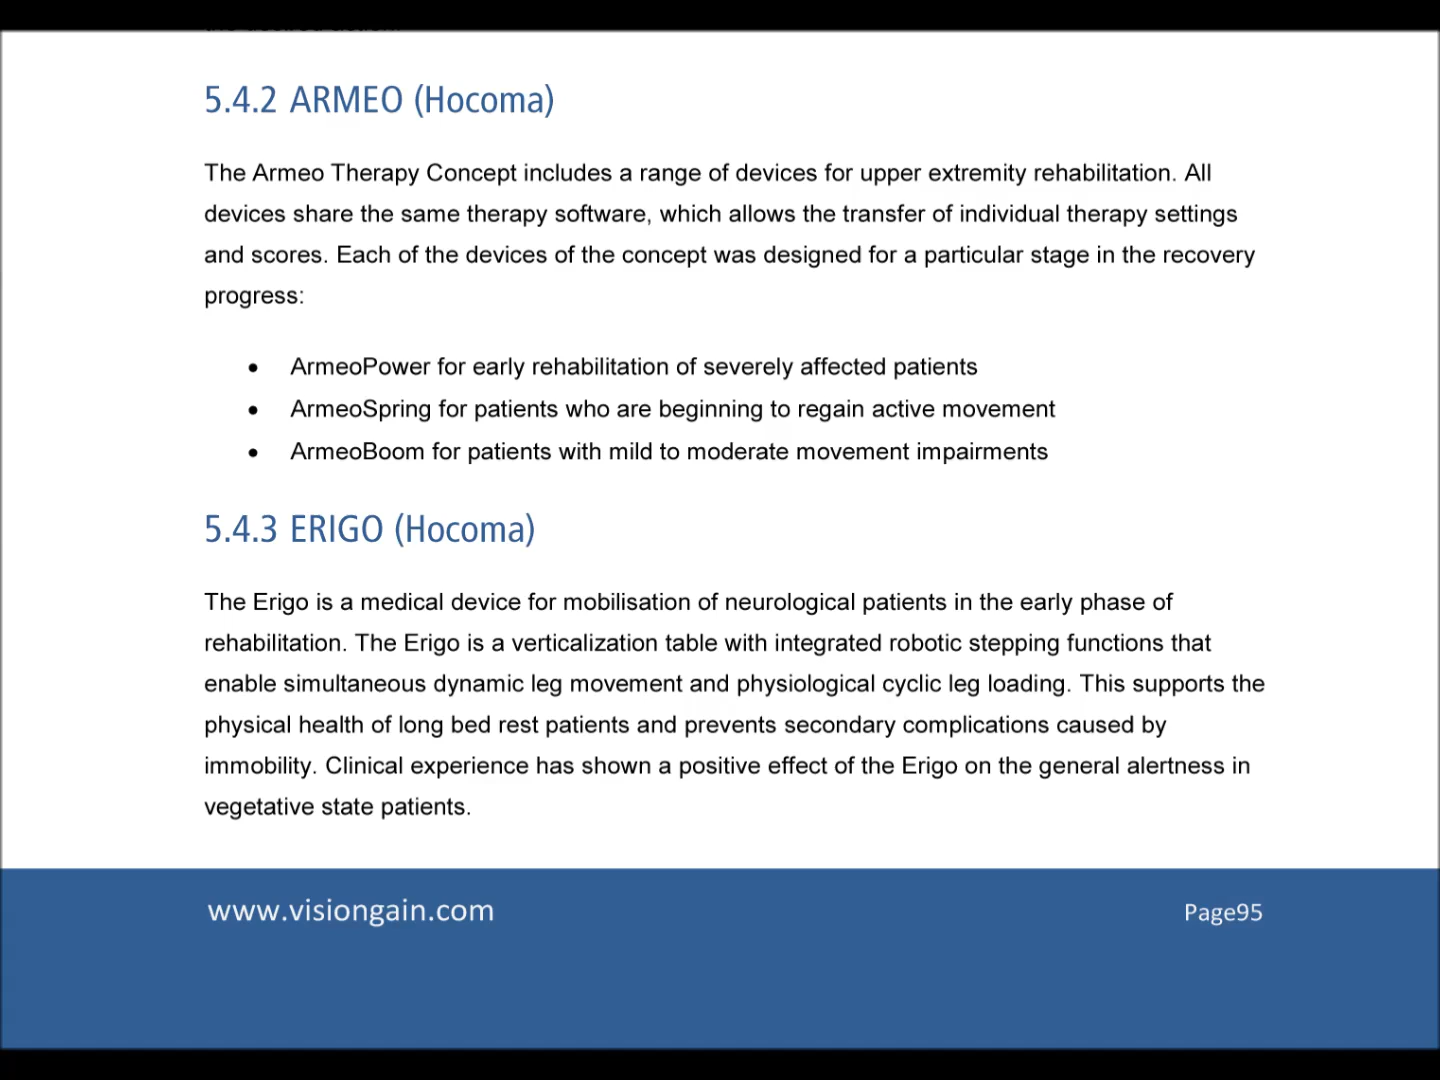 5.4.2 ARMEO (Hocoma)
The Armeo Therapy Concept includes a range of devices for upper extremity rehabilitation. All
devices share the same therapy software, which allows the transfer of individual therapy settings
and scores. Each of the devices of the concept was designed for a particular stage in the recovery
progress:
• ArmeoPower for early rehabilitation of severely affected patients
• ArmeoSpring for patients who are beginning to regain active movement
• ArmeoBoom for patients with mild to moderate movement impairments
5.4.3 ERIGO (Hocoma)
The Erigo is a medical device for mobilisation of neurological patients in the early phase of
rehabilitation. The Erigo is a verticalization table with integrated robotic stepping functions that
enable simultaneous dynamic leg movement and physiological cyclic leg loading. This supports the
physical health of long bed rest patients and prevents secondary complications caused by
immobility. Clinical experience has shown a positive effect of the Erigo on the general alertness in
vegetative state patients.
www.visiongain.com
Page95